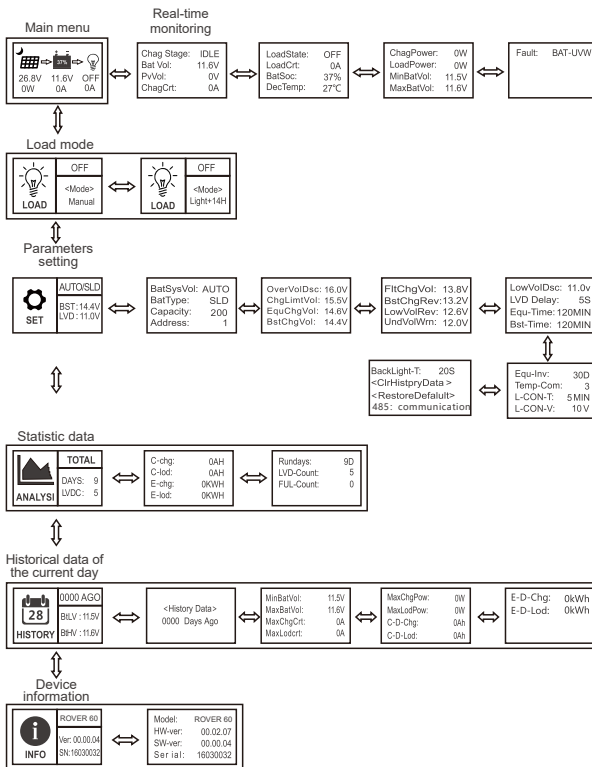 Main menu
Real-time
monitoring
37%
26.8V 11.6V OFF
0W 0A 0A
Chag Stage: IDLE
Bat Vol: 11.6V
PvVol: 0V
ChagCrt: 0A
LoadState: OFF
LoadCrt: 0A
BatSoc: 37%
DecTemp: 27℃
ChagPower: 0W
LoadPower: 0W
MinBatVol: 11.5V
MaxBatVol: 11.6V
Fault: BAT-UVW
Load mode
LOAD
OFF
<Mode>
Manual
LOAD
OFF
<Mode>
Light+14H
Parameters
setting
SET
AUTO/SLD
BST:14.4V
LVD:11.0V
BatSysVol: AUTO
BatType: SLD
Capacity: 200
Address: 1
OverVolDsc: 16.0V
ChgLimtVol: 15.5V
EquChgVol: 14.6V
BstChgVol: 14.4V
FltChgVol: 13.8V
BstChgRev:13.2V
LowVolRev: 12.6V
UndVolWrn: 12.0V
LowVolDsc: 11.0v
LVD Delay: 5S
Equ-Time: 120MIN
Bst-Time: 120MIN
BackLight-T: 20S
<ClrHistpryData >
<RestoreDefalult>
485: communication
Equ-Inv: 30D
Temp-Com: 3
L-CON-T: 5MIN
L-CON-V: 10V
Statistic data
ANALYSI
TOTAL
DAYS: 9
LVDC: 5
C-chg: 0AH
C-lod: 0AH
E-chg: 0KWH
E-lod: 0KWH
Rundays: 9D
LVD-Count: 5
FUL-Count: 0
Historical data of
the current day
28
HISTORY
0000 AGO
BtLV : 11.5V
BtHV : 11.6V
<History Data>
0000 Days Ago
MinBatVol: 11.5V
MaxBatVol: 11.6V
MaxChgCrt: 0A
MaxLodcrt: 0A
MaxChgPow: 0W
MaxLodPow: 0W
C-D-Chg: 0Ah
C-D-Lod: 0Ah
E-D-Chg: 0kWh
E-D-Lod: 0kWh
Device
information
i
INFO
ROVER 60
Ver: 00.00.04
SN:16030032
Model: ROVER 60
HW-ver: 00.02.07
SW-ver: 00.00.04
Serial: 16030032